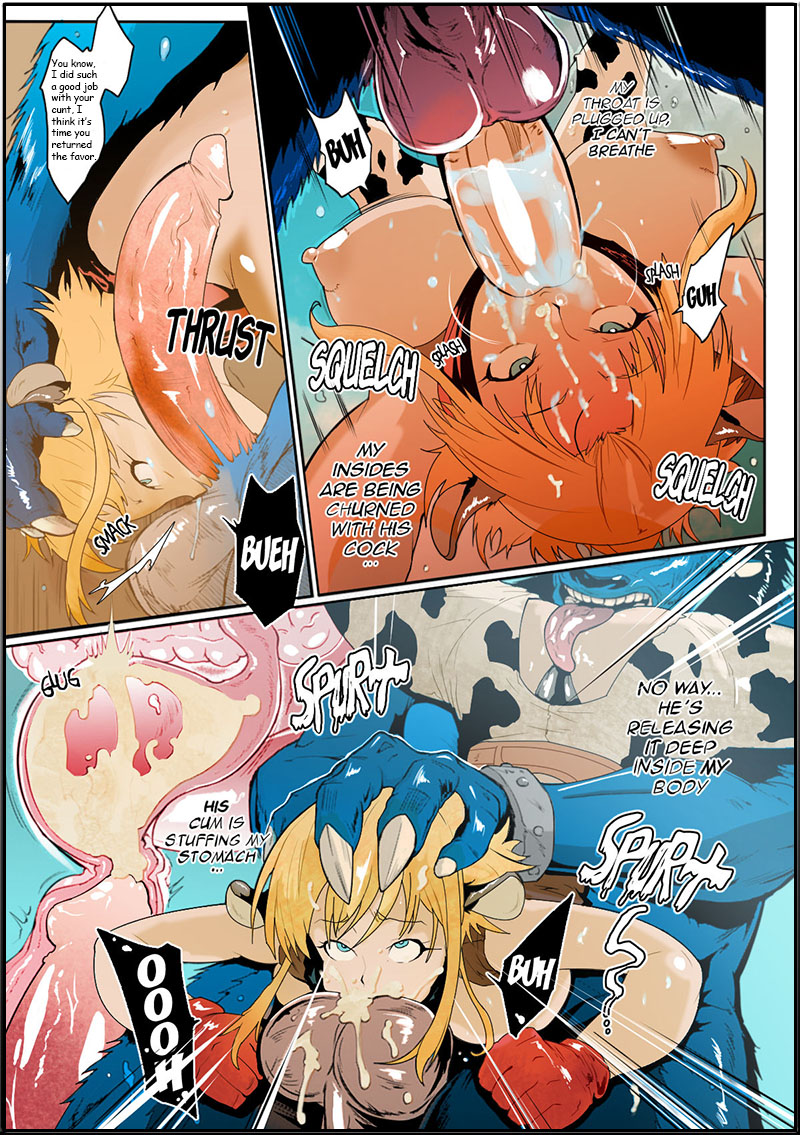 You know,
I did such
a good job
with your
cunt, I
think it's
time you
returned
the favor.
THRUST
SMACK
BUEH
BUH
MY
THROAT IS
PLUGGED UP,
I CAN'T
BREATHE
SPLASH
GUH
SPLASH
SQUELCH
SQUELCH
MY
INSIDES
ARE BEING
CHURNED
WITH HIS
COCK
...
GLUG
SPURT
NO WAY...
HE'S
RELEASING
IT DEEP
INSIDE MY
BODY
HIS
CUM IS
STUFFING MY
STOMACH
...
SPURT
BUH
OOOH